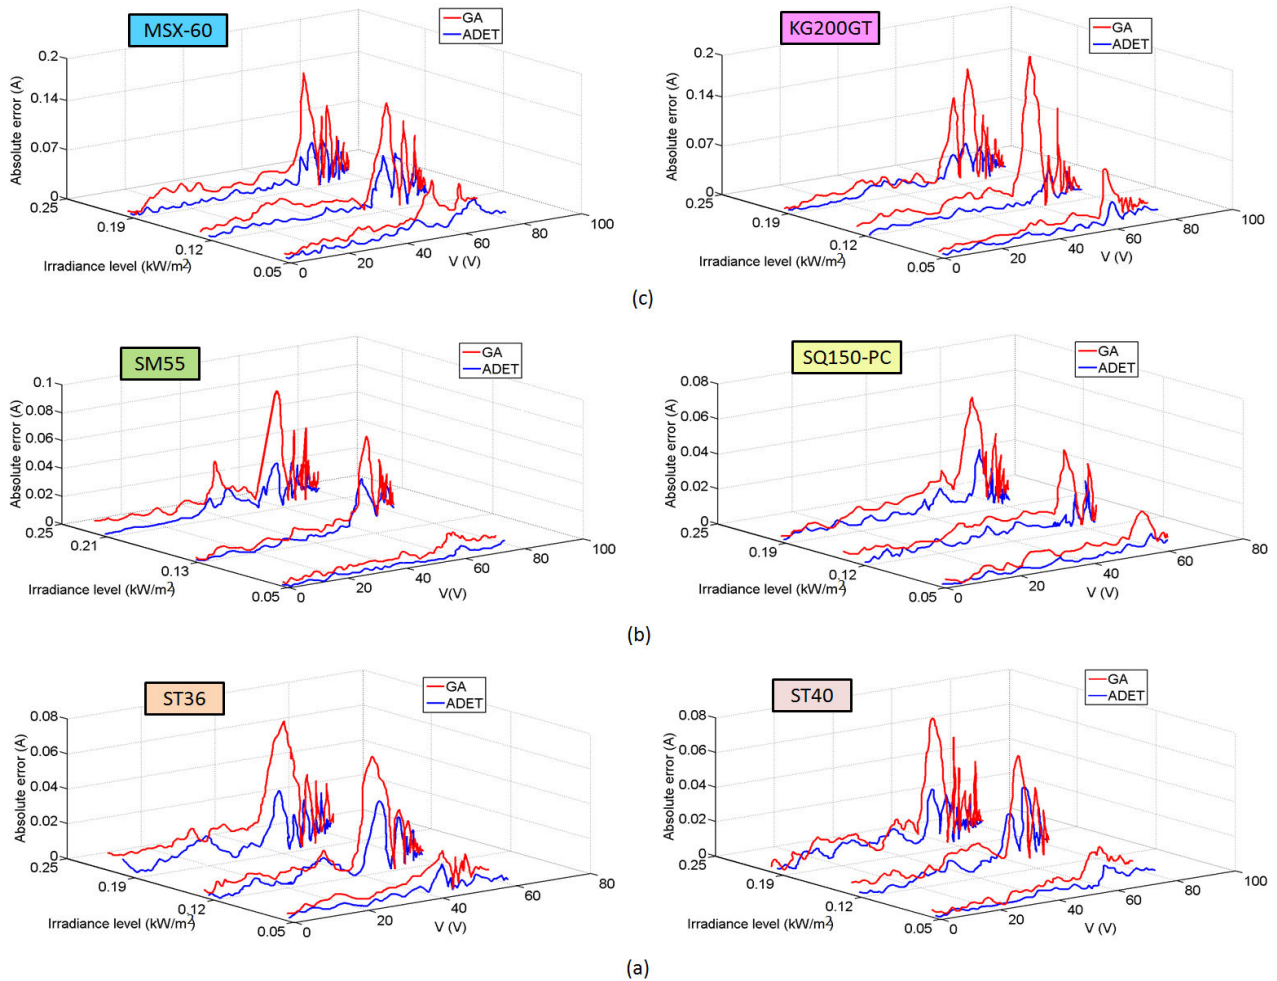 MSX-60
GA
ADET
Absolute error (A)
0.2
0.14
0.07
0
0.25
0.19
0.12
0.05
Irradiance level (kW/m²)
0
20
40
60
80
100
V (V)
KG200GT
GA
ADET
Absolute error (A)
0.2
0.14
0.07
0
0.25
0.19
0.12
0.05
Irradiance level (kW/m²)
0
20
40
60
80
100
V (V)
(c)
SM55
GA
ADET
Absolute error (A)
0.1
0.08
0.06
0.04
0.02
0
0.25
0.21
0.13
0.05
Irradiance level (kW/m²)
0
20
40
60
80
100
V(V)
SQ150-PC
GA
ADET
Absolute error (A)
0.08
0.06
0.04
0.02
0
0.25
0.19
0.12
0.05
Irradiance level (kW/m²)
0
20
40
60
80
V (V)
(b)
ST36
GA
ADET
Absolute error (A)
0.08
0.06
0.04
0.02
0
0.25
0.19
0.12
0.05
Irradiance level (kW/m²)
0
20
40
60
80
V (V)
ST40
GA
ADET
Absolute error (A)
0.08
0.06
0.04
0.02
0
0.25
0.19
0.12
0.05
Irradiance level (kW/m²)
0
20
40
60
80
100
V (V)
(a)